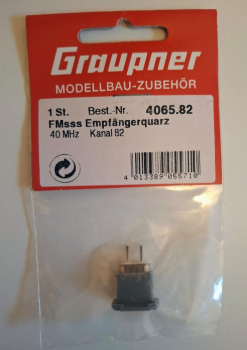 Graupner
MODELLBAU-ZUBEHÖR
1 St. Best.-Nr. 4065.82
FMsss Empfängerquarz
40 MHz Kanal 82
4 013389 055710